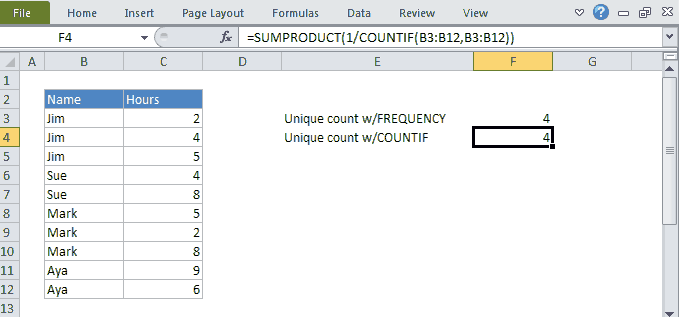 File Home Insert Page Layout Formulas Data Review View
F4 fx =SUMPRODUCT(1/COUNTIF(B3:B12,B3:B12))
A B C D E F G
1
2 Name Hours
3 Jim 2 Unique count w/FREQUENCY 4
4 Jim 4 Unique count w/COUNTIF 4
5 Jim 5
6 Sue 4
7 Sue 8
8 Mark 5
9 Mark 2
10 Mark 8
11 Aya 9
12 Aya 6
13